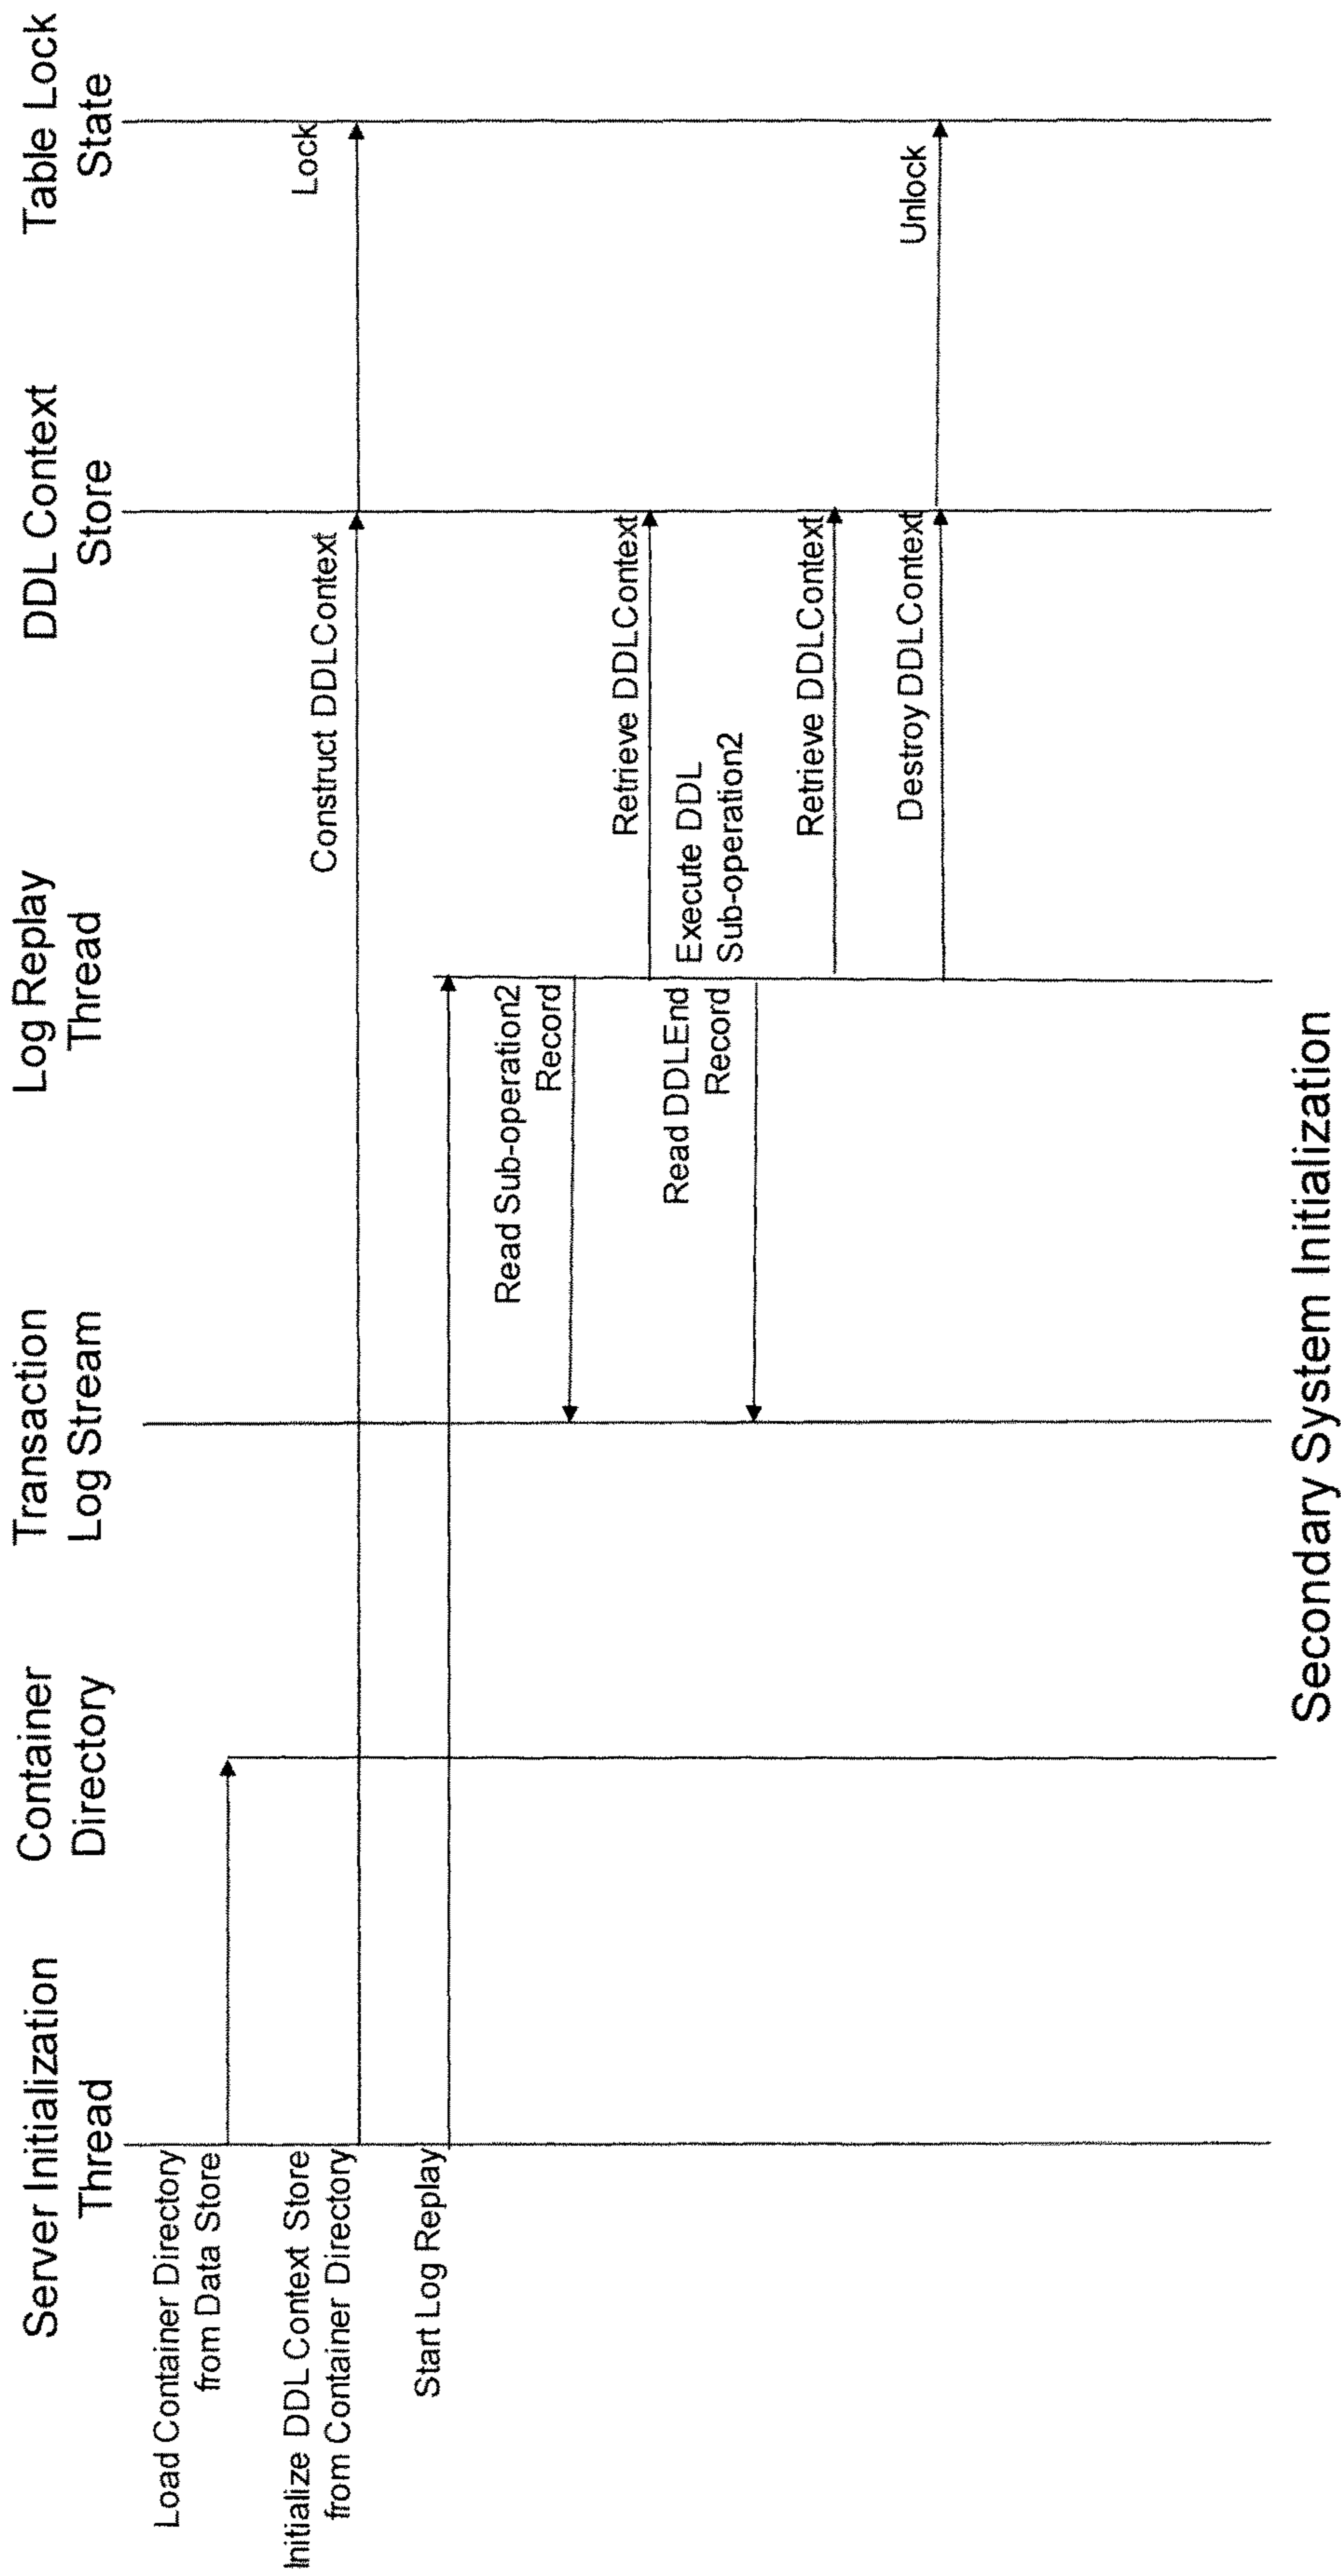 Server Initialization
Thread
Container
Directory
Transaction
Log Stream
Log Replay
Thread
DDL Context
Store
Table Lock
State
Load Container Directory
from Data Store
Initialize DDL Context Store
from Container Directory
Construct DDLContext
Lock
Start Log Replay
Read Sub-operation2
Record
Retrieve DDLContext
Execute DDL
Sub-operation2
Read DDLEnd
Record
Retrieve DDLContext
Destroy DDLContext
Unlock
Secondary System Initialization